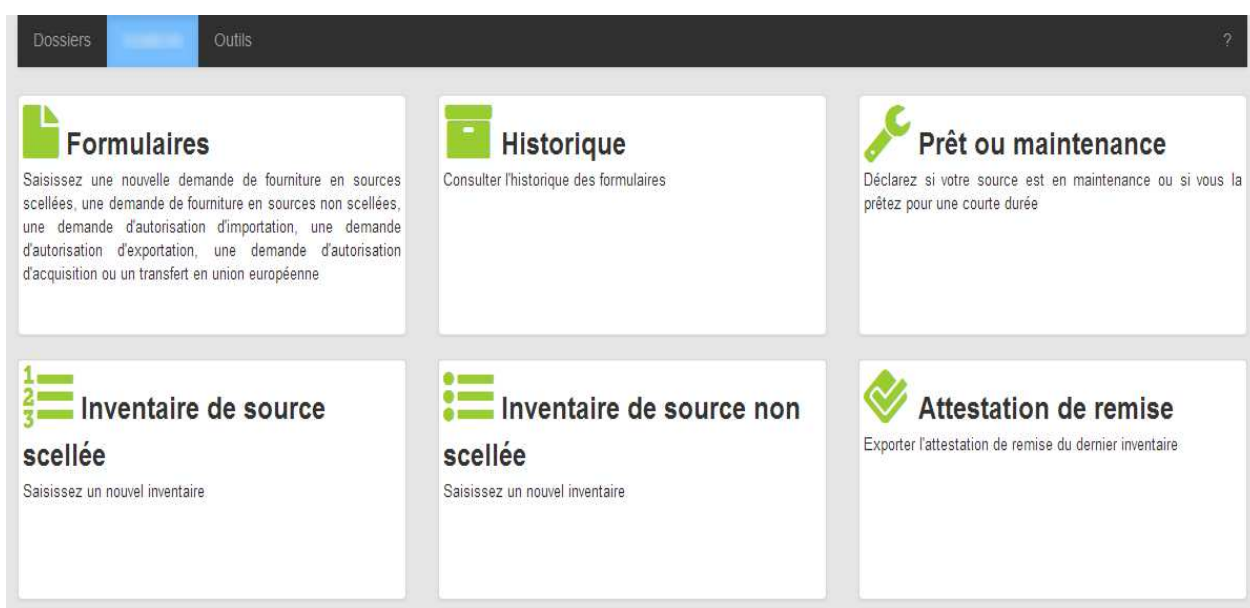 Dossiers
Outils
?
Formulaires
Saisissez une nouvelle demande de fourniture en sources
scellées, une demande de fourniture en sources non scellées,
une demande d'autorisation d'importation, une demande
d'autorisation d'exportation, une demande d'autorisation
d'acquisition ou un transfert en union européenne
Historique
Consulter l'historique des formulaires
Prêt ou maintenance
Déclarez si votre source est en maintenance ou si vous la
prêtez pour une courte durée
1
2
3
Inventaire de source
scellée
Saisissez un nouvel inventaire
Inventaire de source non
scellée
Saisissez un nouvel inventaire
Attestation de remise
Exporter l'attestation de remise du dernier inventaire